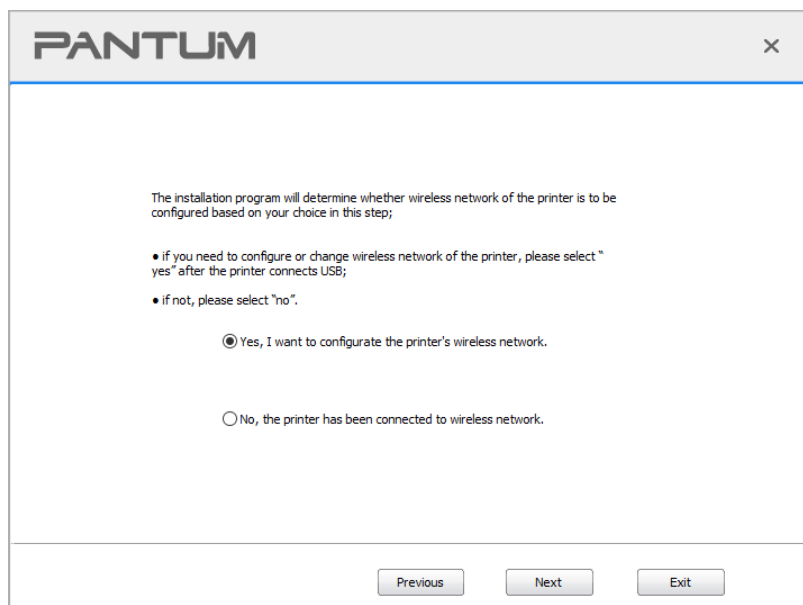 PANTUM
The installation program will determine whether wireless network of the printer is to be
configured based on your choice in this step;
● if you need to configure or change wireless network of the printer, please select “
yes” after the printer connects USB;
● if not, please select “no”.
Yes, I want to configurate the printer's wireless network.
No, the printer has been connected to wireless network.
Previous Next Exit